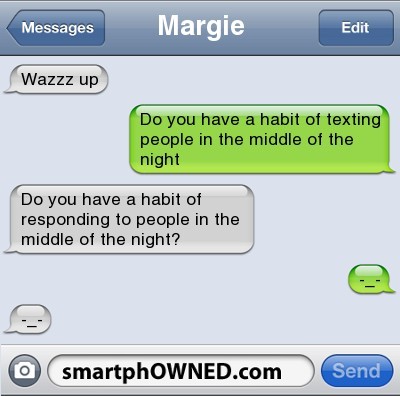 Messages
Margie
Edit
Wazzz up
Do you have a habit of texting
people in the middle of the
night
Do you have a habit of
responding to people in the
middle of the night?
-_-
-_-
smartphOWNED.com
Send